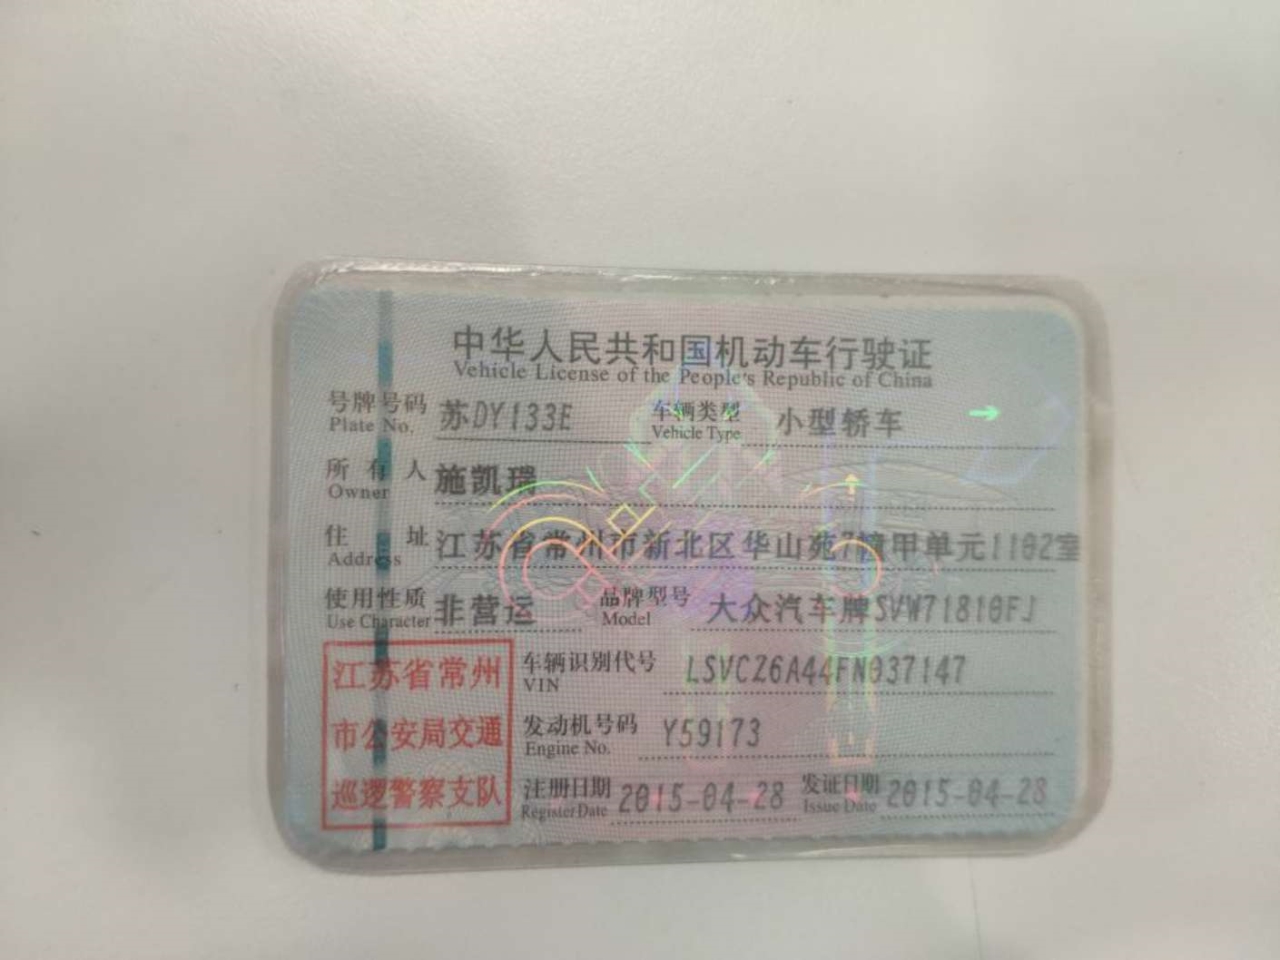 中华人民共和国机动车行驶证
Vehicle License of the People's Republic of China
号牌号码 苏DY133E 车辆类型 小型轿车
Plate No. Vehicle Type
所有人 施凯瑞
Owner
住址 江苏省常州市新北区华山苑7幢甲单元1102室
Address
使用性质 非营运 品牌型号 大众汽车牌SVW71810FJ
Use Character Model
江苏省常州
市公安局交通
巡逻警察支队
车辆识别代号 LSVCZ6A44FN037147
VIN
发动机号码 Y59173
Engine No.
注册日期 2015-04-28 发证日期 2015-04-28
Register Date Issue Date